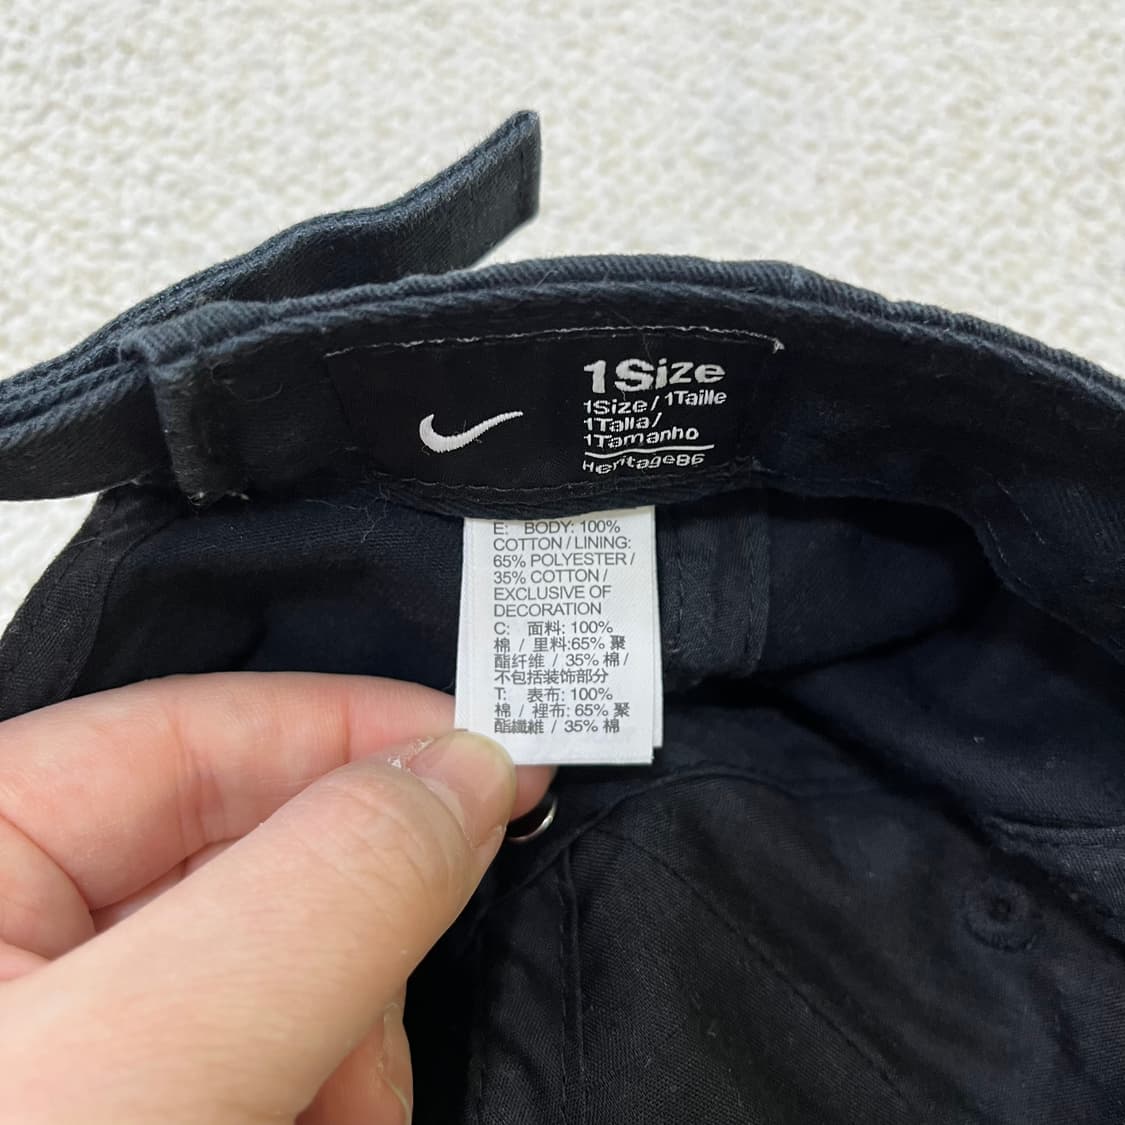 1Size
1Size / 1Taille
1Talla/
1Tamanho
Heritage86
E: BODY: 100%
COTTON / LINING:
65% POLYESTER /
35% COTTON /
EXCLUSIVE OF
DECORATION
C: 面料: 100%
棉 / 里料:65% 聚
酯纤维 / 35% 棉 /
不包括装饰部分
T: 表布: 100%
棉 / 裡布: 65% 聚
酯纖維 / 35% 棉